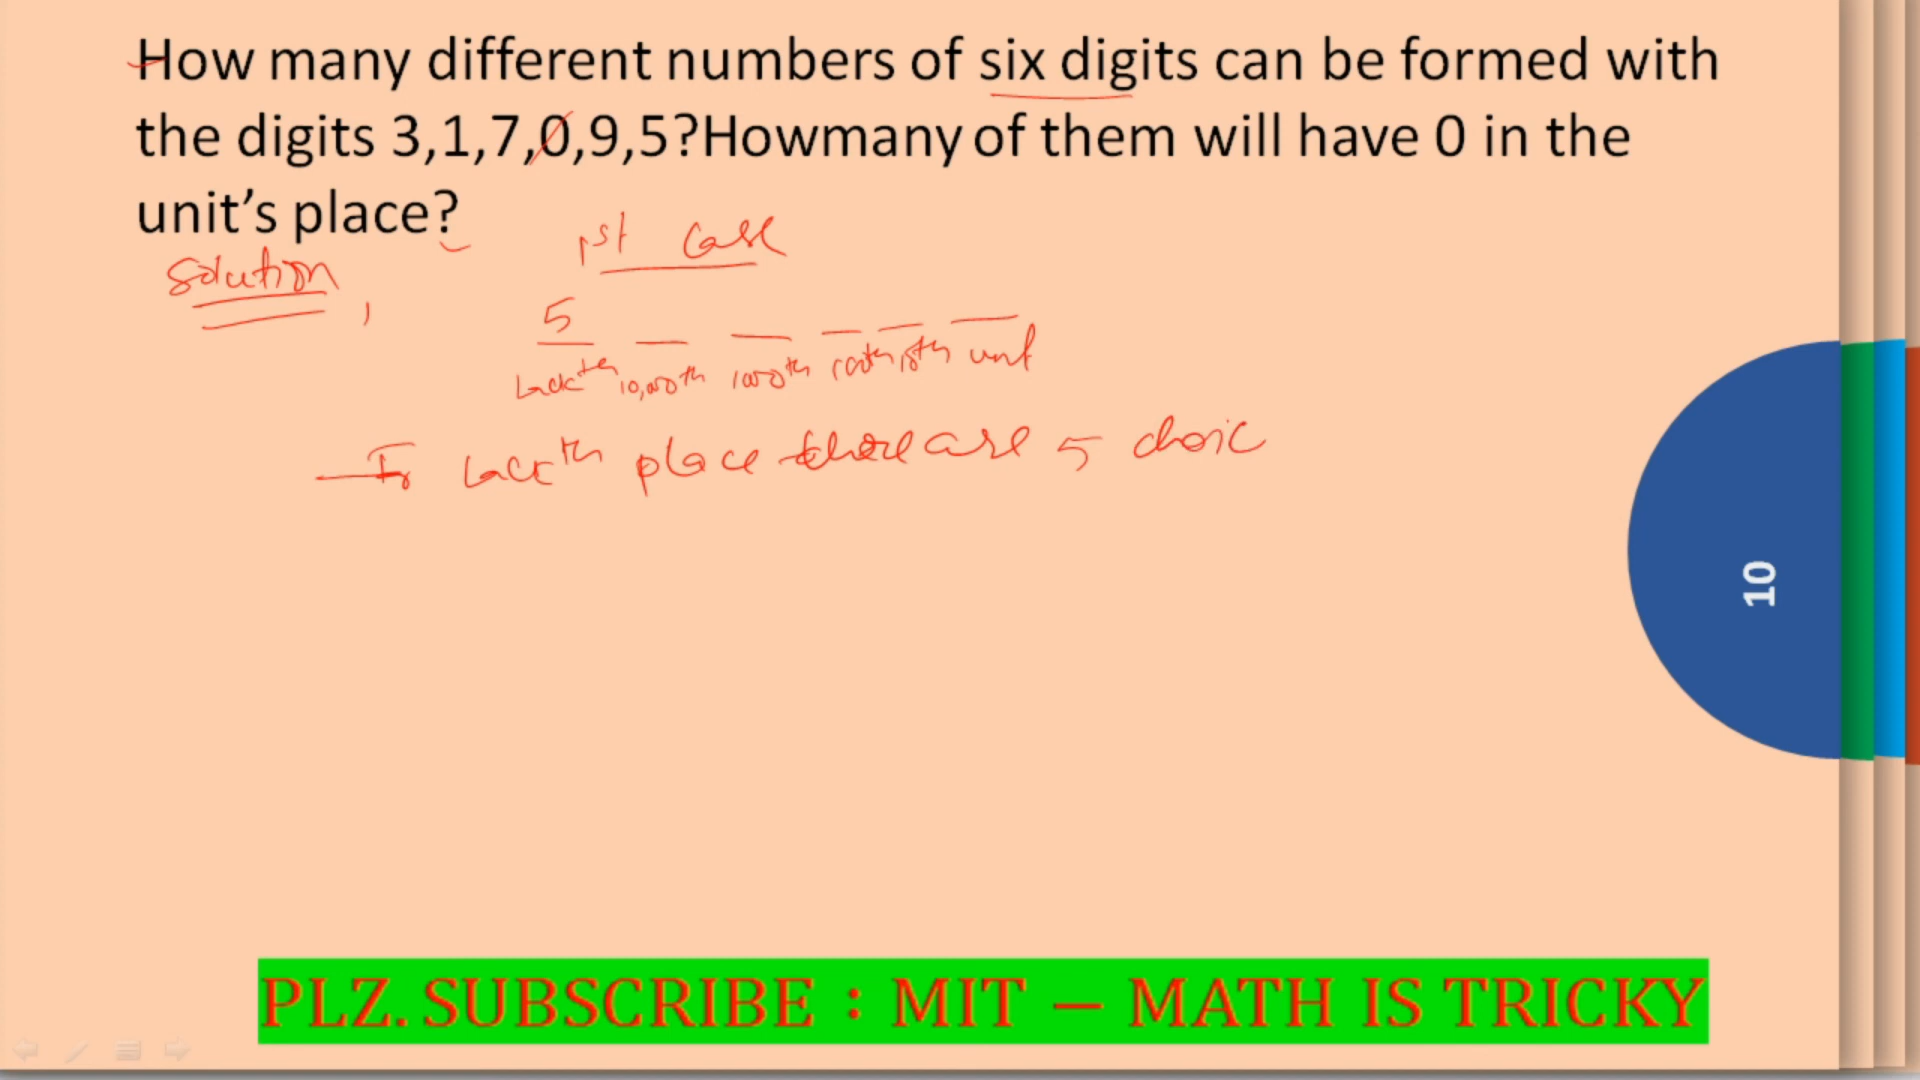 How many different numbers of six digits can be formed with
the digits 3,1,7,0,9,5?Howmany of them will have 0 in the
unit’s place?
Solution,
1st Case
5
Lackth 10,000th 1000th 100th 10th unit
In Lackth place there are 5 choic
10
PLZ. SUBSCRIBE : MIT – MATH IS TRICKY